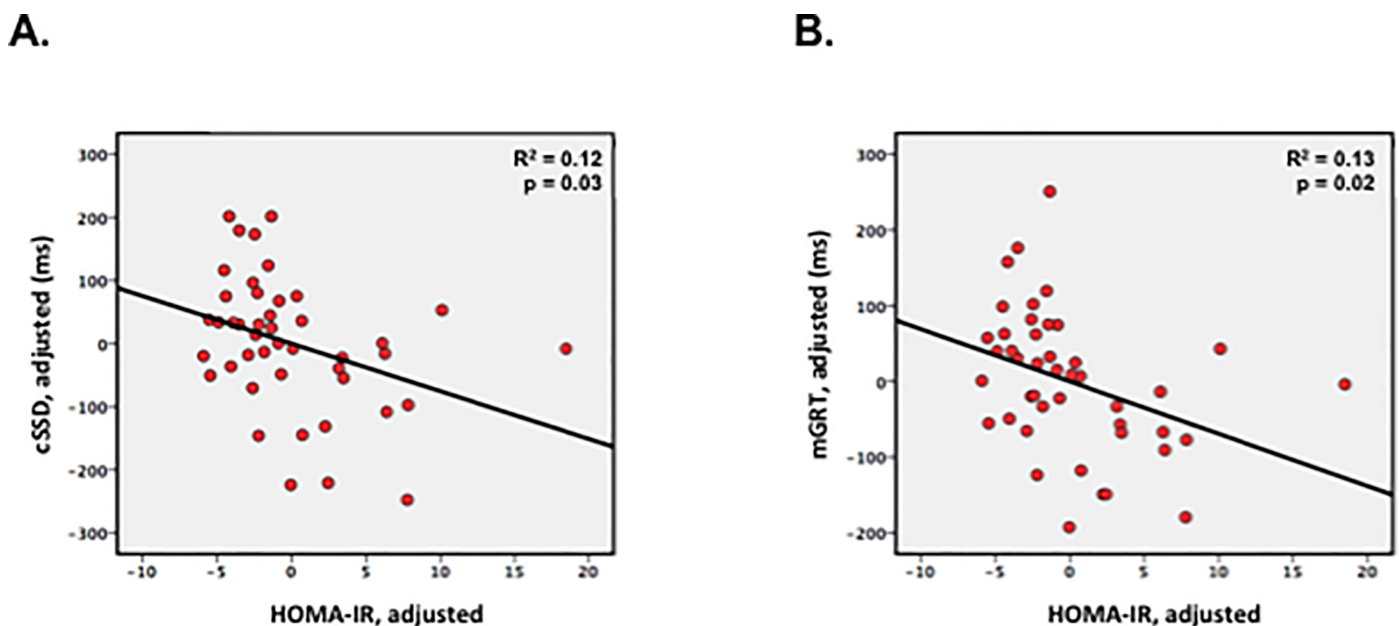 A.
B.
R² = 0.12
p = 0.03
300
200
100
0
-100
-200
-300
cSSD, adjusted (ms)
-10 -5 0 5 10 15 20
HOMA-IR, adjusted
R² = 0.13
p = 0.02
300
200
100
0
-100
-200
mGRT, adjusted (ms)
-10 -5 0 5 10 15 20
HOMA-IR, adjusted